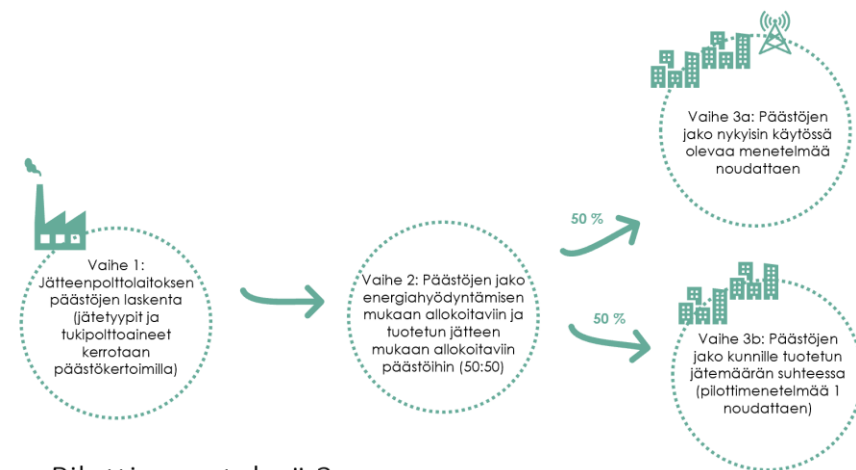 Vaihe 1:
Jätteenpolttolaitoksen
päästöjen laskenta
(jätetyypit ja
tukipolttoaineet
kerrotaan
päästökertoimilla)
Vaihe 2: Päästöjen jako
energiahyödyntämisen
mukaan allokoitaviin ja
tuotetun jätteen
mukaan allokoitaviin
päästöihin (50:50)
50 %
Vaihe 3a: Päästöjen
jako nykyisin käytössä
olevaa menetelmää
noudattaen
50 %
Vaihe 3b: Päästöjen
jako kunnille tuotetun
jätemäärän suhteessa
(pilottimenetelmää 1
noudattaen)